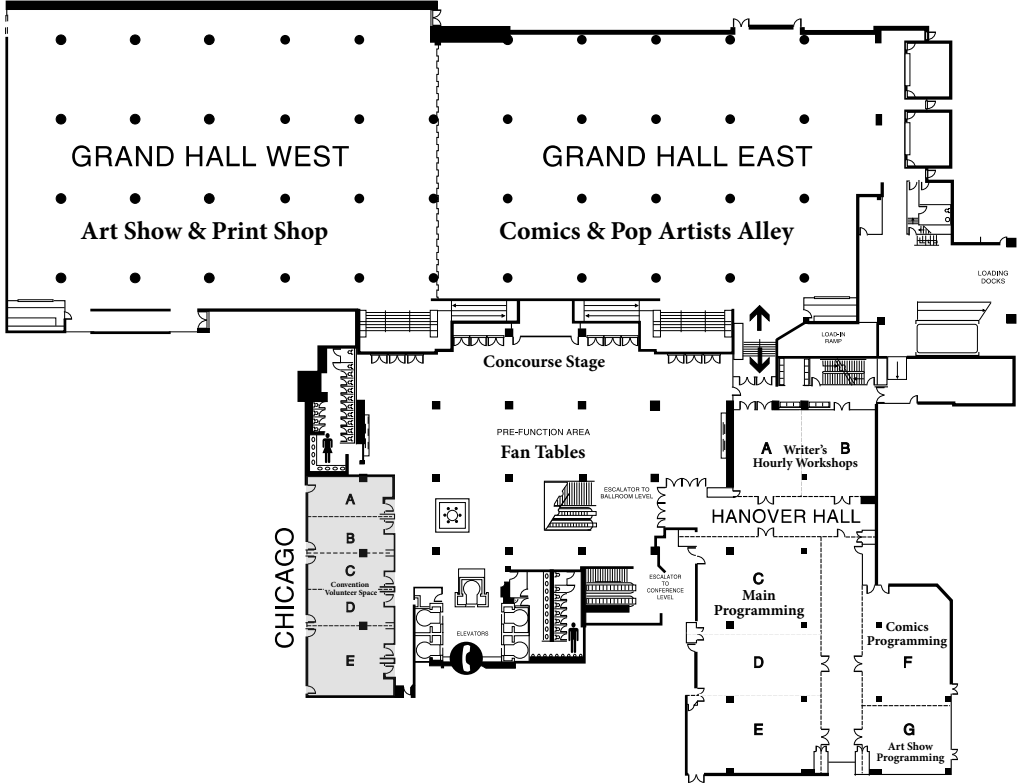 GRAND HALL WEST
Art Show & Print Shop
GRAND HALL EAST
Comics & Pop Artists Alley
LOADING
DOCKS
LOAD-IN
RAMP
Concourse Stage
PRE-FUNCTION AREA
Fan Tables
A
Writer's
B
Hourly Workshops
ESCALATOR TO
BALLROOM LEVEL
HANOVER HALL
CHICAGO
A
B
C
Convention
Volunteer Space
D
E
ELEVATORS
ESCALATOR
TO
CONFERENCE
LEVEL
C
Main
Programming
D
E
Comics
Programming
F
G
Art Show
Programming